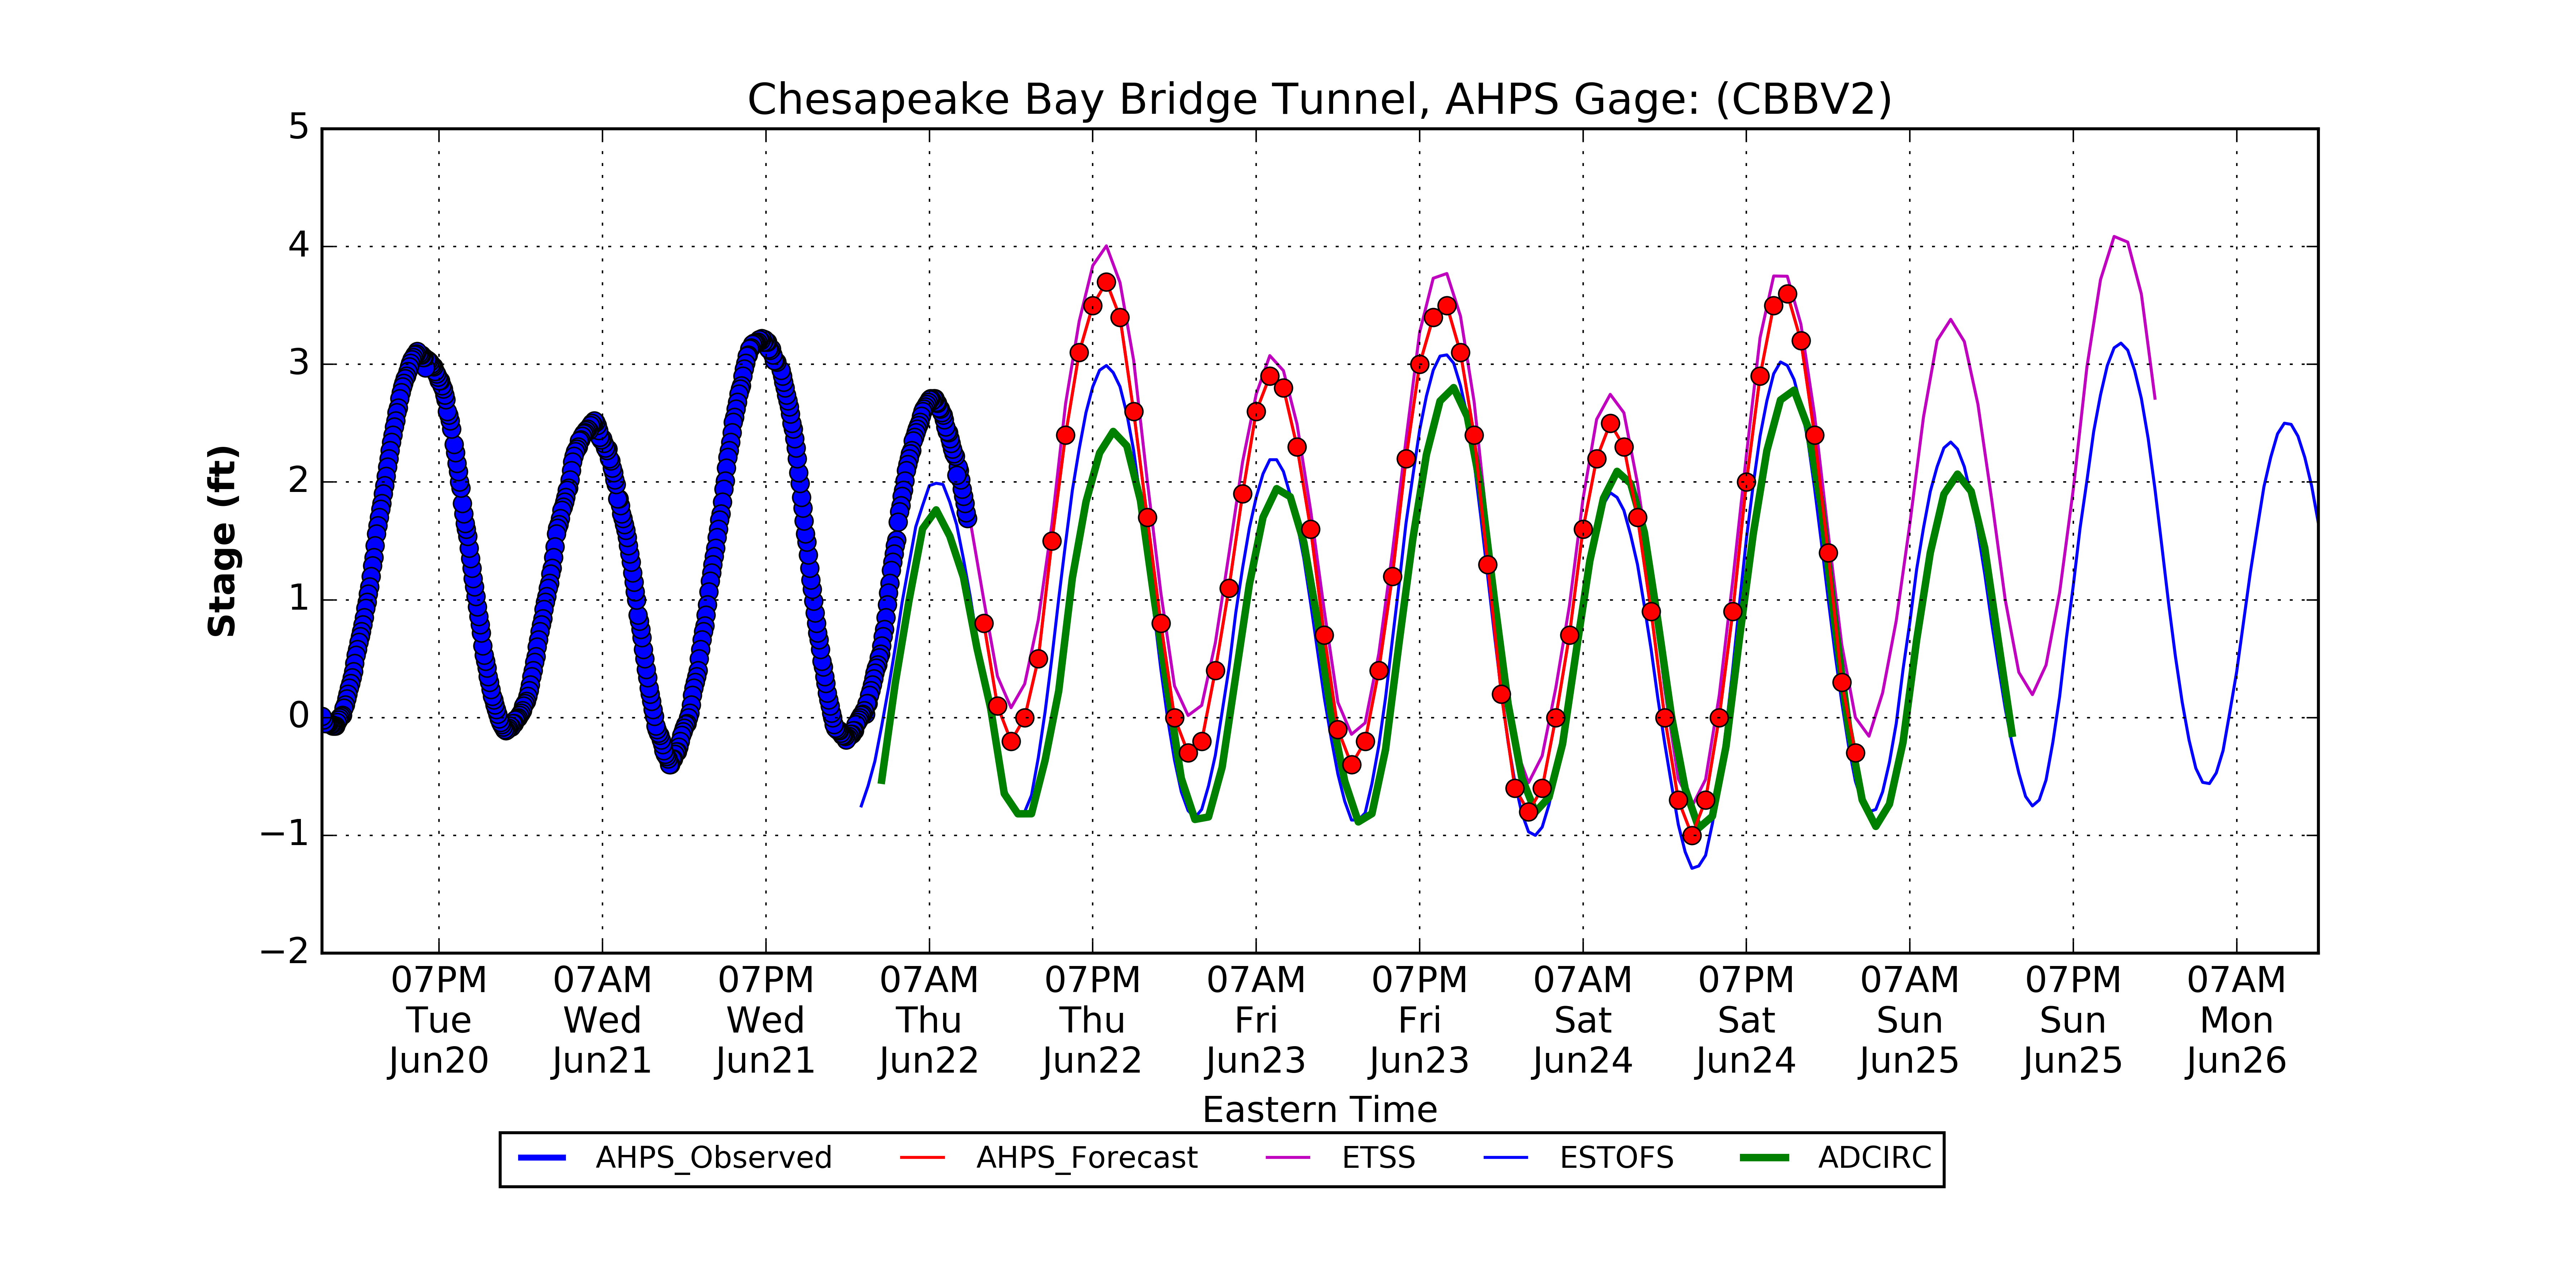 Chesapeake Bay Bridge Tunnel, AHPS Gage: (CBBV2)
5
4
3
2
1
0
−1
−2
Stage (ft)
07PM 07AM 07PM 07AM 07PM 07AM 07PM 07AM 07PM 07AM 07PM 07AM
Tue Wed Wed Thu Thu Fri Fri Sat Sat Sun Sun Mon
Jun20 Jun21 Jun21 Jun22 Jun22 Jun23 Jun23 Jun24 Jun24 Jun25 Jun25 Jun26
Eastern Time
AHPS_Observed AHPS_Forecast ETSS ESTOFS ADCIRC